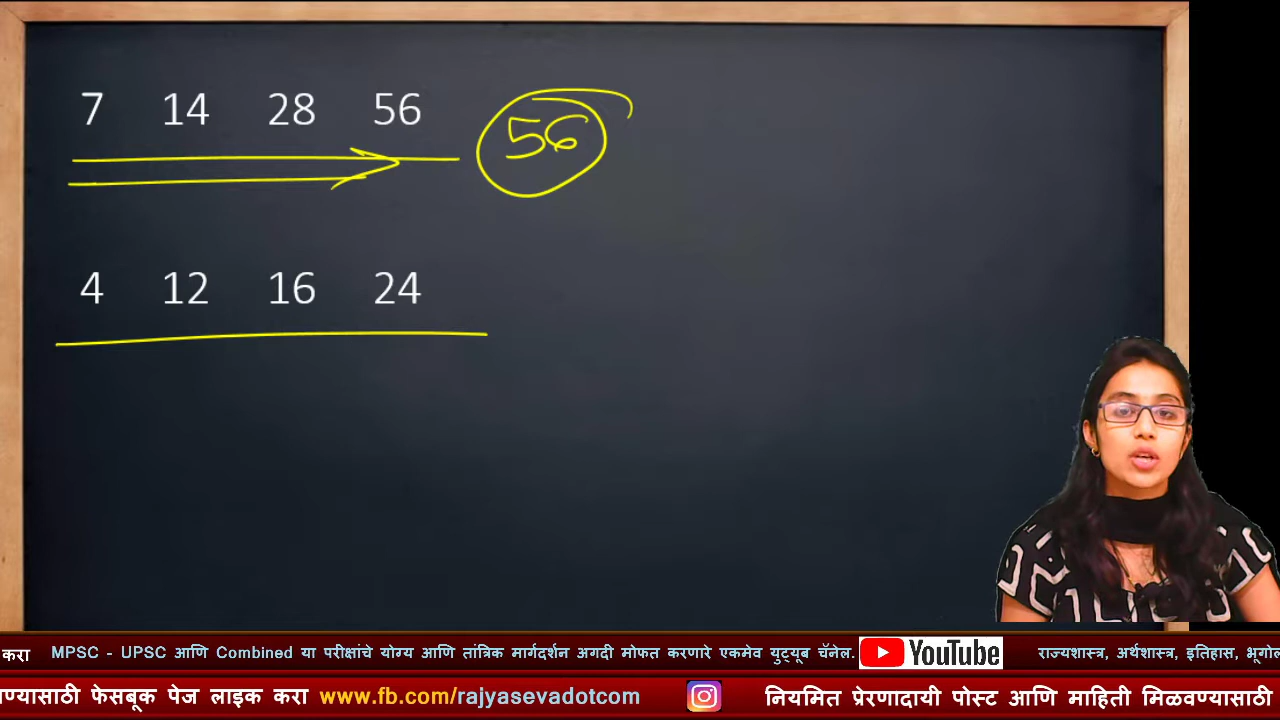 7 14 28 56 56
4 12 16 24
करा MPSC - UPSC आणि Combined या परीक्षांचे योग्य आणि तांत्रिक मार्गदर्शन अगदी मोफत करणारे एकमेव युट्यूब चॅनेल. YouTube राज्यशास्त्र, अर्थशास्त्र, इतिहास,
फेसबूक पेज लाइक करा www.fb.com/rajyasevadotcom नियमित प्रेरणादायी पोस्ट आणि माहिती मिळवण्यासाठी